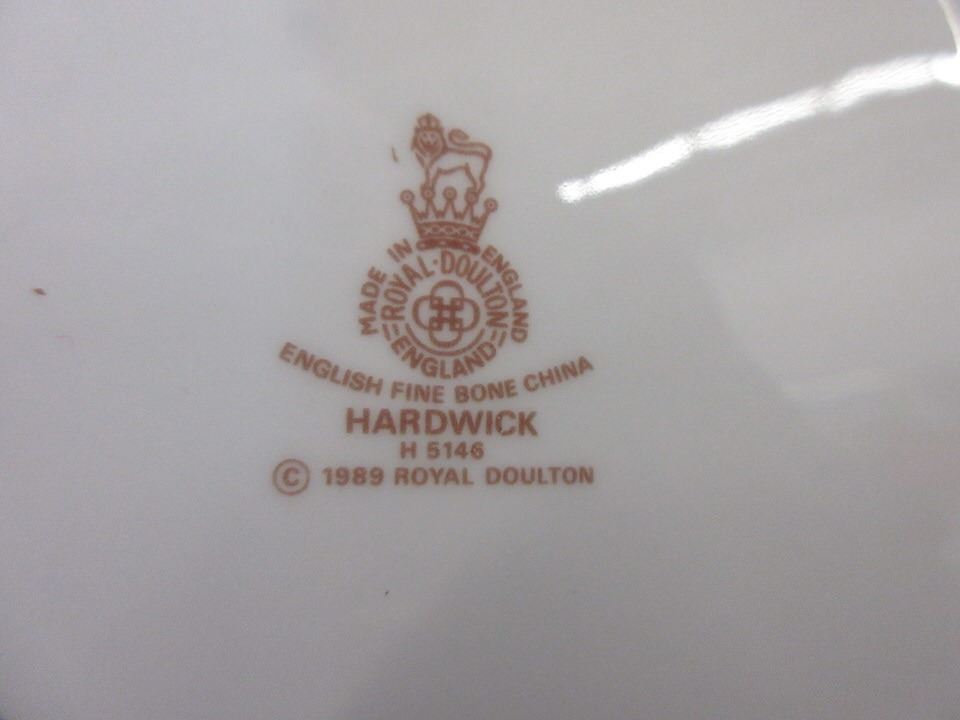 MADE IN ENGLAND
ROYAL·DOULTON
ENGLAND
ENGLISH FINE BONE CHINA
HARDWICK
H 5146
© 1989 ROYAL DOULTON